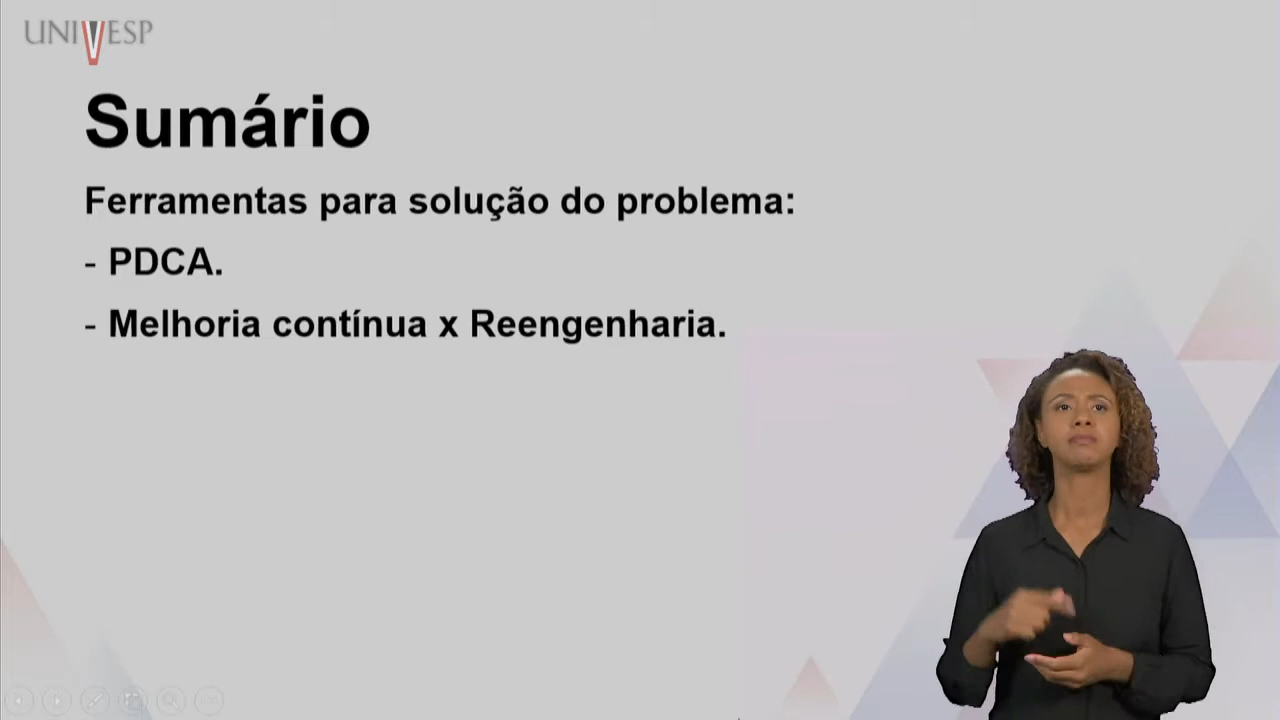 UNIVESP
Sumário
Ferramentas para solução do problema:
- PDCA.
- Melhoria contínua x Reengenharia.